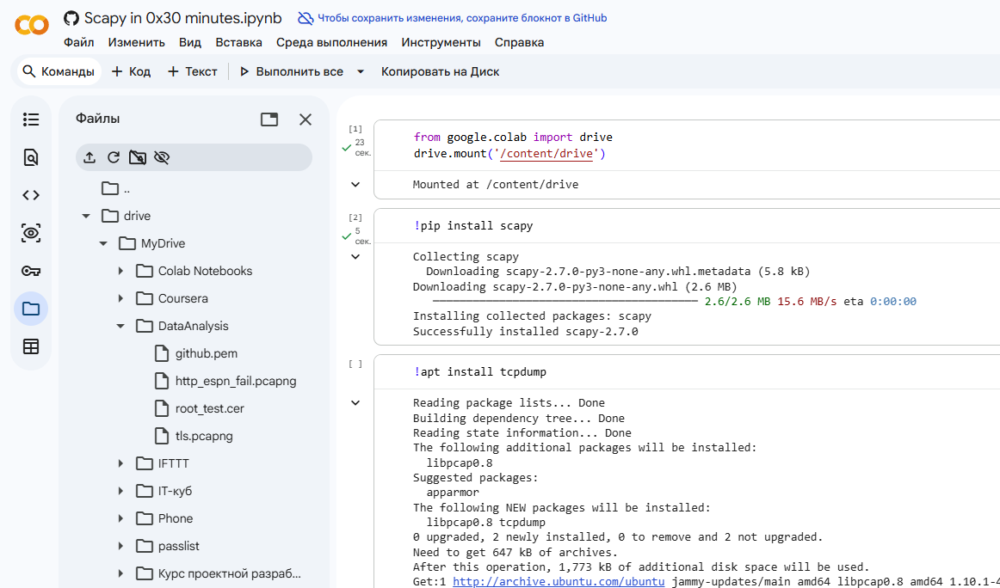 Scapy in 0x30 minutes.ipynb
Чтобы сохранить изменения, сохраните блокнот в GitHub
Файл Изменить Вид Вставка Среда выполнения Инструменты Справка
Команды + Код + Текст Выполнить все Копировать на Диск
Файлы
..
drive
MyDrive
Colab Notebooks
Coursera
DataAnalysis
github.pem
http_espn_fail.pcapng
root_test.cer
tls.pcapng
IFTTT
IT-куб
Phone
passlist
Курс проектной разраб...
[1]
23
сек.
from google.colab import drive
drive.mount('/content/drive')
Mounted at /content/drive
[2]
5
сек.
!pip install scapy
Collecting scapy
Downloading scapy-2.7.0-py3-none-any.whl.metadata (5.8 kB)
Downloading scapy-2.7.0-py3-none-any.whl (2.6 MB)
2.6/2.6 MB 15.6 MB/s eta 0:00:00
Installing collected packages: scapy
Successfully installed scapy-2.7.0
[ ]
!apt install tcpdump
Reading package lists... Done
Building dependency tree... Done
Reading state information... Done
The following additional packages will be installed:
libpcap0.8
Suggested packages:
apparmor
The following NEW packages will be installed:
libpcap0.8 tcpdump
0 upgraded, 2 newly installed, 0 to remove and 2 not upgraded.
Need to get 647 kB of archives.
After this operation, 1,773 kB of additional disk space will be used.
Get:1 http://archive.ubuntu.com/ubuntu jammy-updates/main amd64 libpcap0.8 amd64 1.10.1-4